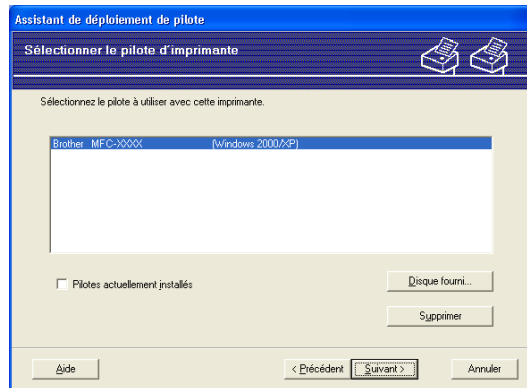 Assistant de déploiement de pilote
Sélectionner le pilote d'imprimante
Sélectionnez le pilote à utiliser avec cette imprimante.
Brother MFC-XXXX (Windows 2000/XP)
Pilotes actuellement installés
Disque fourni...
Supprimer
Aide
< Précédent
Suivant >
Annuler